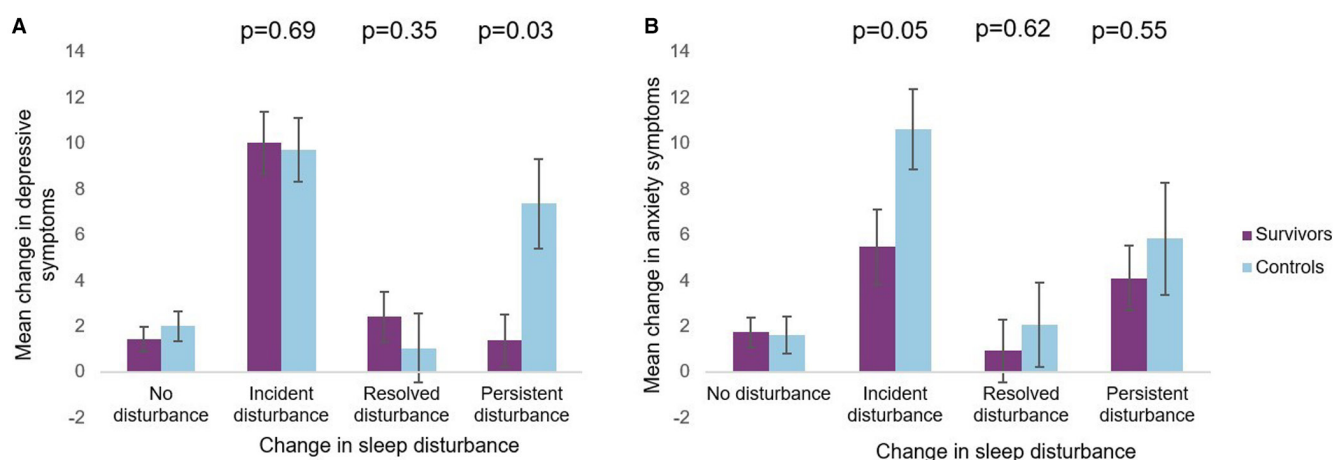 A
p=0.69 p=0.35 p=0.03
14
12
10
8
6
4
2
0
-2
Mean change in depressive
symptoms
No
disturbance
Incident
disturbance
Resolved
disturbance
Persistent
disturbance
Change in sleep disturbance
B
p=0.05 p=0.62 p=0.55
14
12
10
8
6
4
2
0
-2
Mean change in anxiety symptoms
No disturbance
Incident
disturbance
Resolved
disturbance
Persistent
disturbance
Change in sleep disturbance
Survivors
Controls